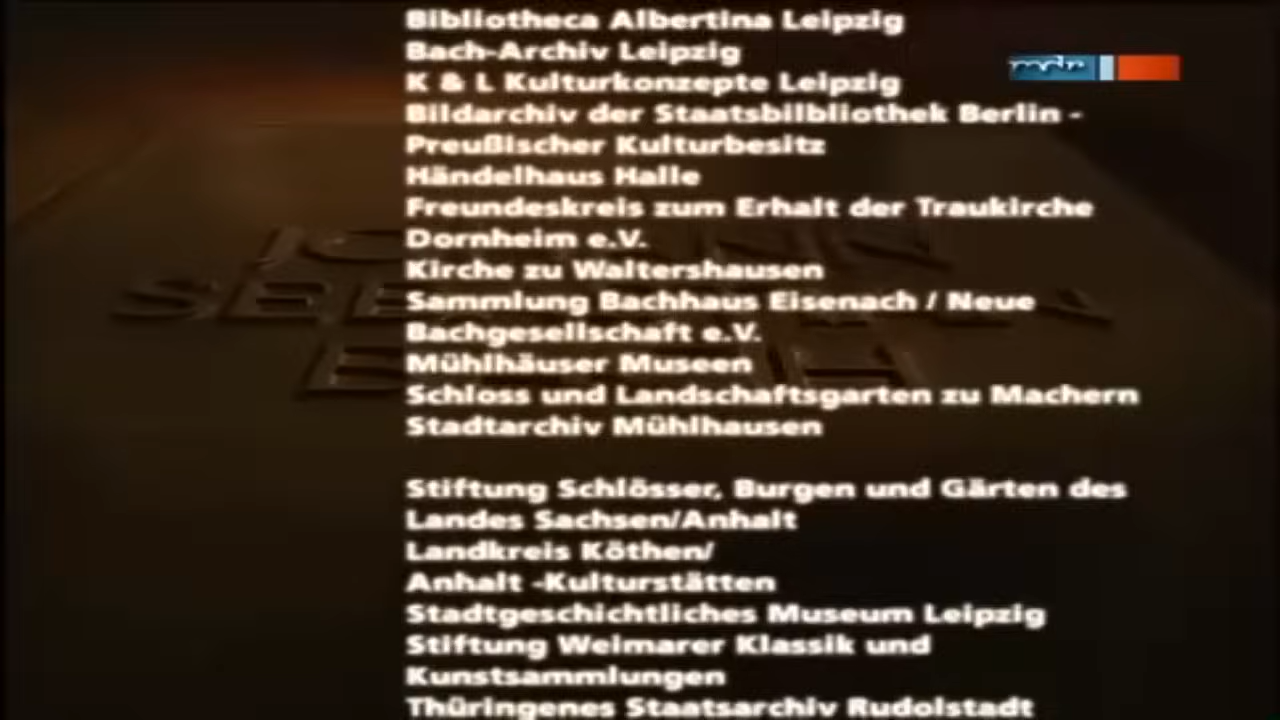 Bibliotheca Albertina Leipzig
Bach-Archiv Leipzig
mdr
K & L Kulturkonzepte Leipzig
Bildarchiv der Staatsbilbliothek Berlin -
Preußischer Kulturbesitz
Händelhaus Halle
Freundeskreis zum Erhalt der Traukirche
Dornheim e.V.
Kirche zu Waltershausen
Sammlung Bachhaus Eisenach / Neue
Bachgesellschaft e.V.
Mühlhäuser Museen
Schloss und Landschaftsgarten zu Machern
Stadtarchiv Mühlhausen
Stiftung Schlösser, Burgen und Gärten des
Landes Sachsen/Anhalt
Landkreis Köthen/
Anhalt -Kulturstätten
Stadtgeschichtliches Museum Leipzig
Stiftung Weimarer Klassik und
Kunstsammlungen
Thüringenes Staatsarchiv Rudolstadt